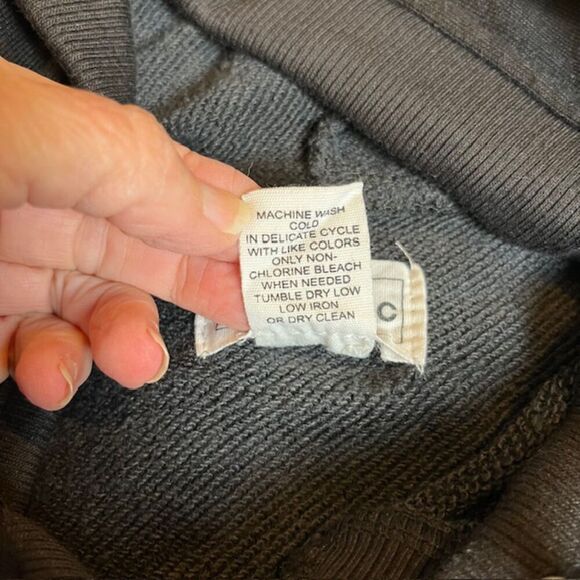 MACHINE WASH
COLD
IN DELICATE CYCLE
WITH LIKE COLORS
ONLY NON-
CHLORINE BLEACH
WHEN NEEDED
TUMBLE DRY LOW
LOW IRON
OR DRY CLEAN
C